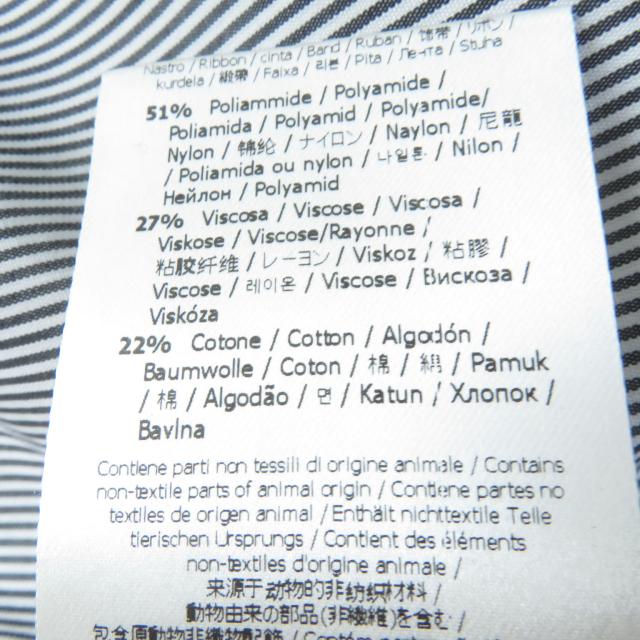 Nastro / Ribbon / cinta / Band / Ruban / 饰带 / リボン /
kurdela / 緞帶 / Faixa / 리본 / Pita / Лента / Stuha
51% Poliammide / Polyamide /
Poliamida / Polyamid / Polyamide/
Nylon / 锦纶 / ナイロン / Naylon / 尼龍
/ Poliamida ou nylon / 나일론 / Nilon /
Нейлон / Polyamid
27% Viscosa / Viscose / Viscosa /
Viskose / Viscose/Rayonne /
粘胶纤维 / レーヨン / Viskoz / 粘膠 /
Viscose / 레이온 / Viscose / Вискоза /
Viskóza
22% Cotone / Cotton / Algodón /
Baumwolle / Coton / 棉 / 綿 / Pamuk
/ 棉 / Algodão / 면 / Katun / Хлопок /
Bavlna
Contiene parti non tessili di origine animale / Contains
non-textile parts of animal origin / Contiene partes no
textiles de origen animal / Enthält nichttextile Teile
tierischen Ursprungs / Contient des éléments
non-textiles d'origine animale /
来源于动物的非纺织材料 /
動物由来の部品(非繊維)を含む /